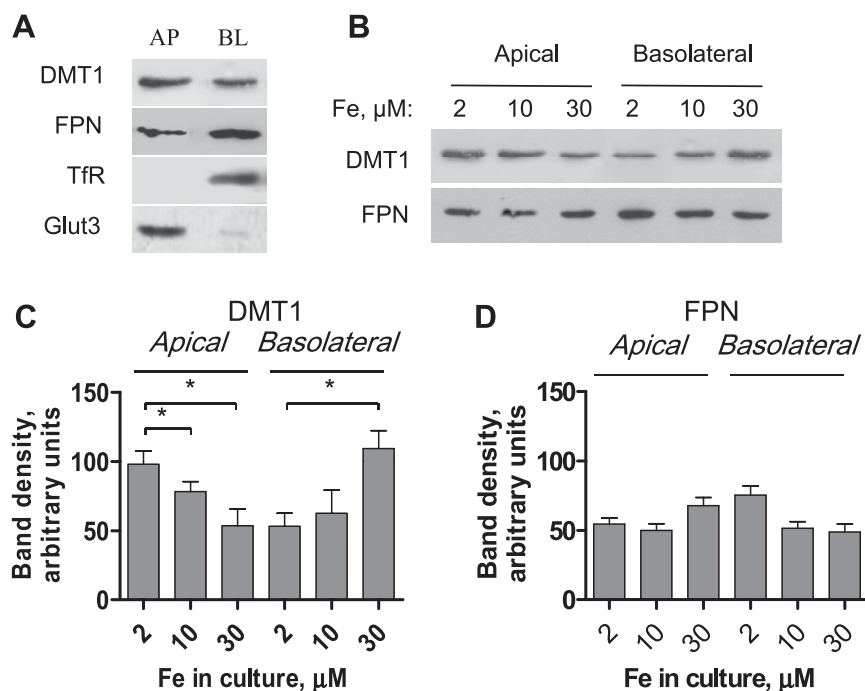 A
AP BL
DMT1
FPN
TfR
Glut3
B
Apical Basolateral
Fe, µM: 2 10 30 2 10 30
DMT1
FPN
C
DMT1
Apical Basolateral
*
*
*
Band density,
arbitrary units
150
100
50
0
2 10 30 2 10 30
Fe in culture, µM
D
FPN
Apical Basolateral
Band density,
arbitrary units
150
100
50
0
2 10 30 2 10 30
Fe in culture, µM